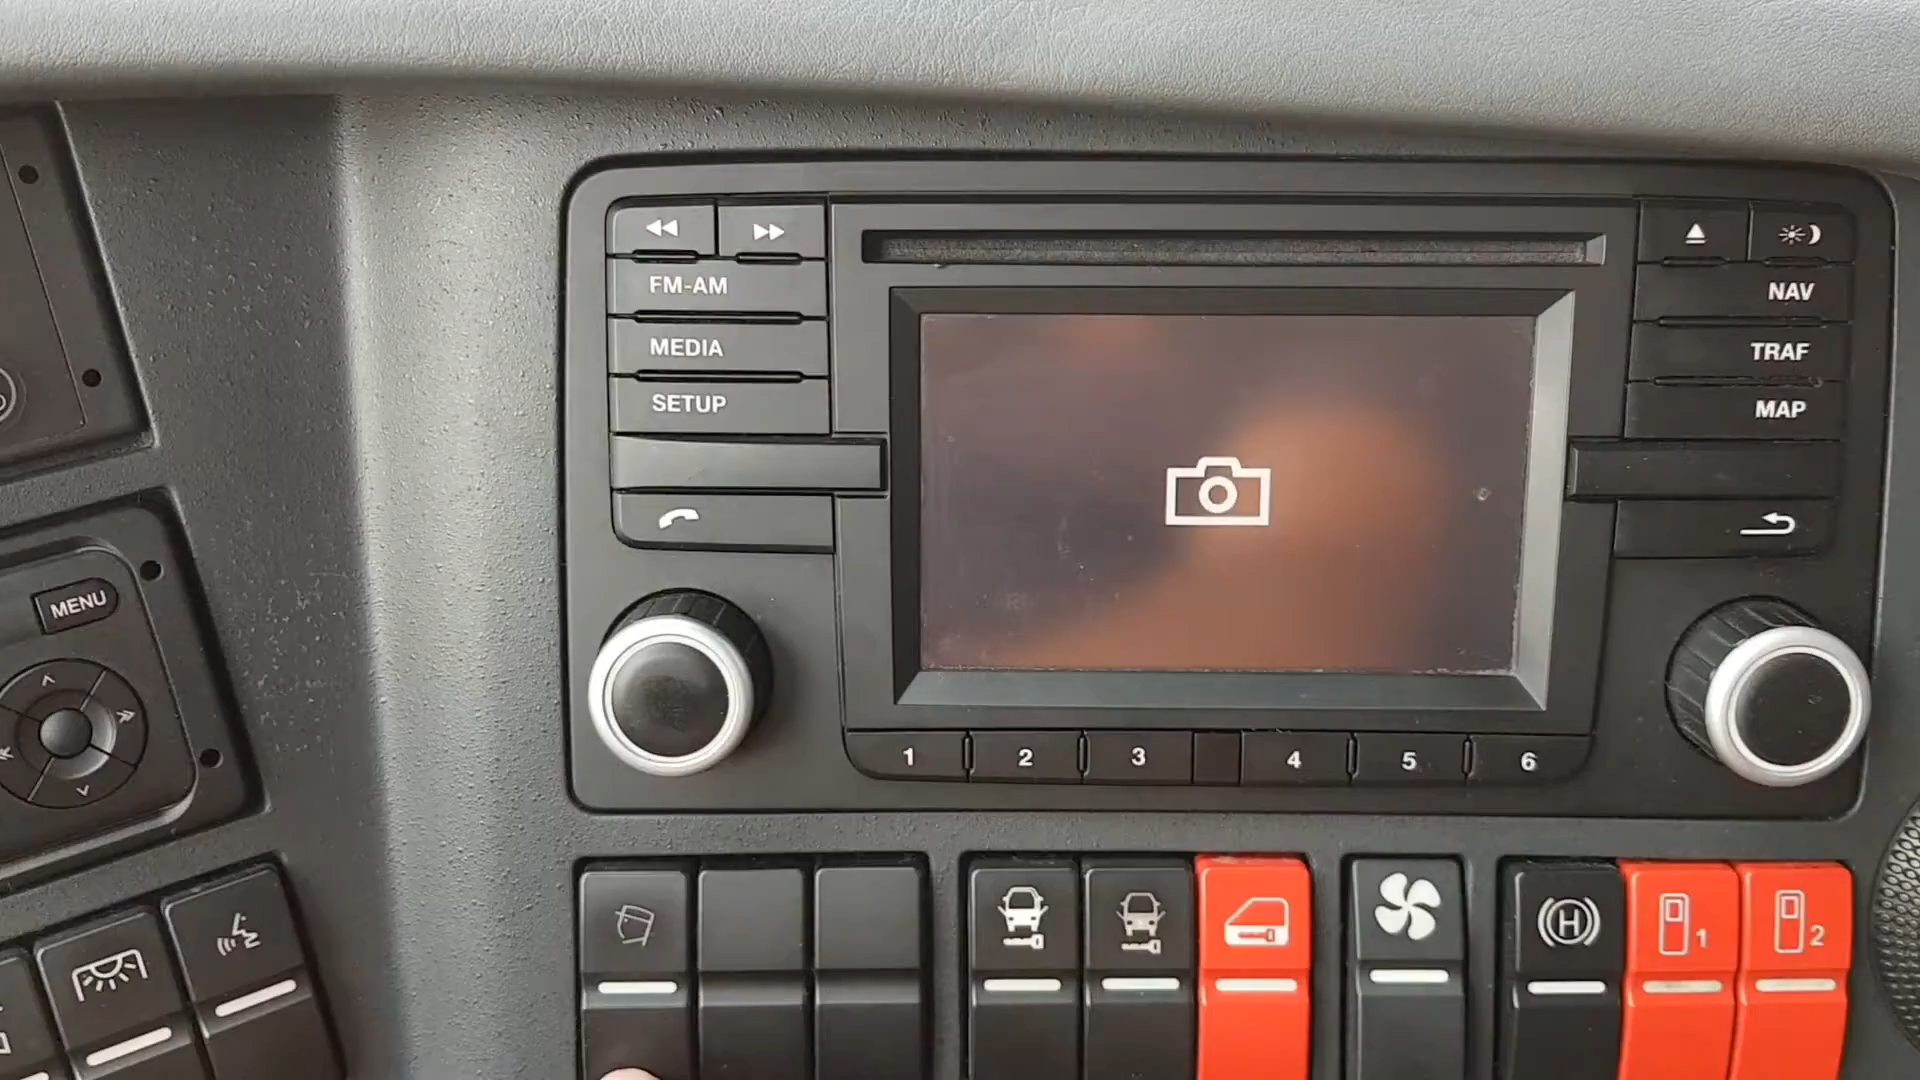 FM-AM
MEDIA
SETUP
NAV
TRAF
MAP
MENU
1 2 3 4 5 6
H
1
2